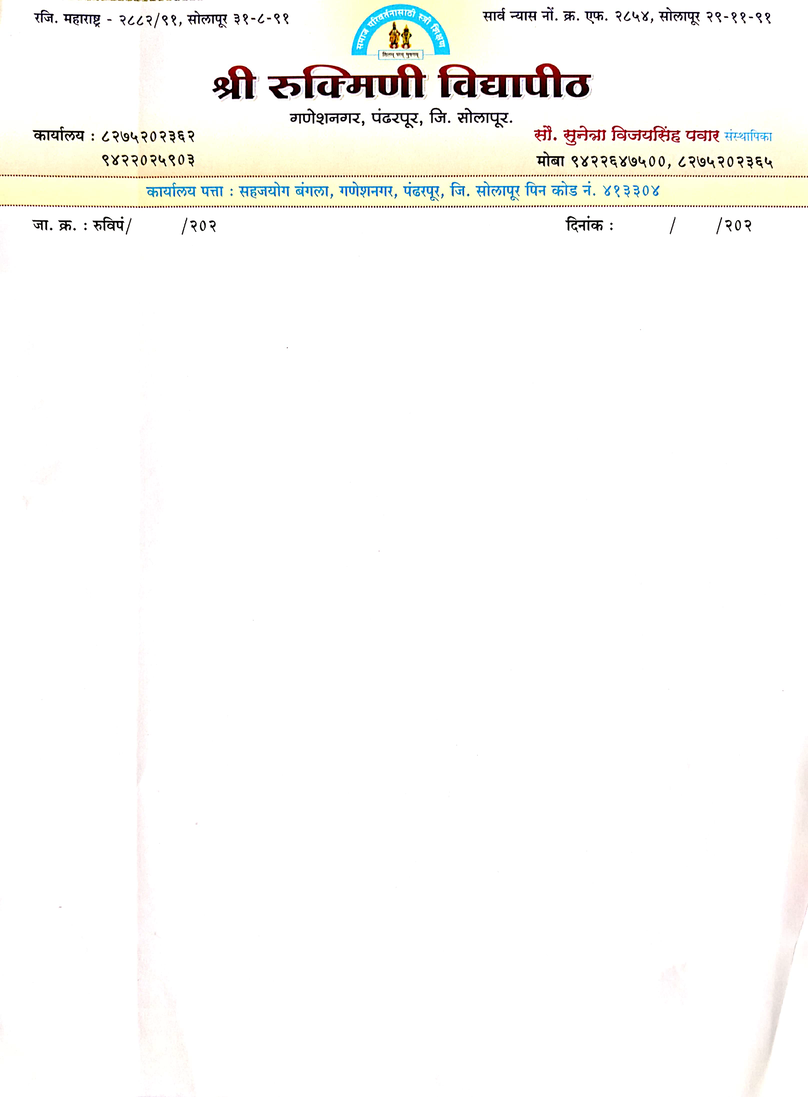 रजि. महाराष्ट्र - २८८२/९१, सोलापूर ३१-८-९१
सार्व न्यास नों. क्र. एफ. २८५४, सोलापूर २९-११-९१
समाज परिवर्तनासाठी स्त्री शिक्षण
श्री रुक्मिणी विद्यापीठ
गणेशनगर, पंढरपूर, जि. सोलापूर.
कार्यालय : ८२७५२०२३६२
९४२२०२५९०३
सौ. सुनेत्रा विजयसिंह पवार संस्थापिका
मोबा ९४२२६४७५००, ८२७५२०२३६५
कार्यालय पत्ता : सहजयोग बंगला, गणेशनगर, पंढरपूर, जि. सोलापूर पिन कोड नं. ४१३३०४
जा. क्र. : रुविपं/ /२०२
दिनांक : / /२०२